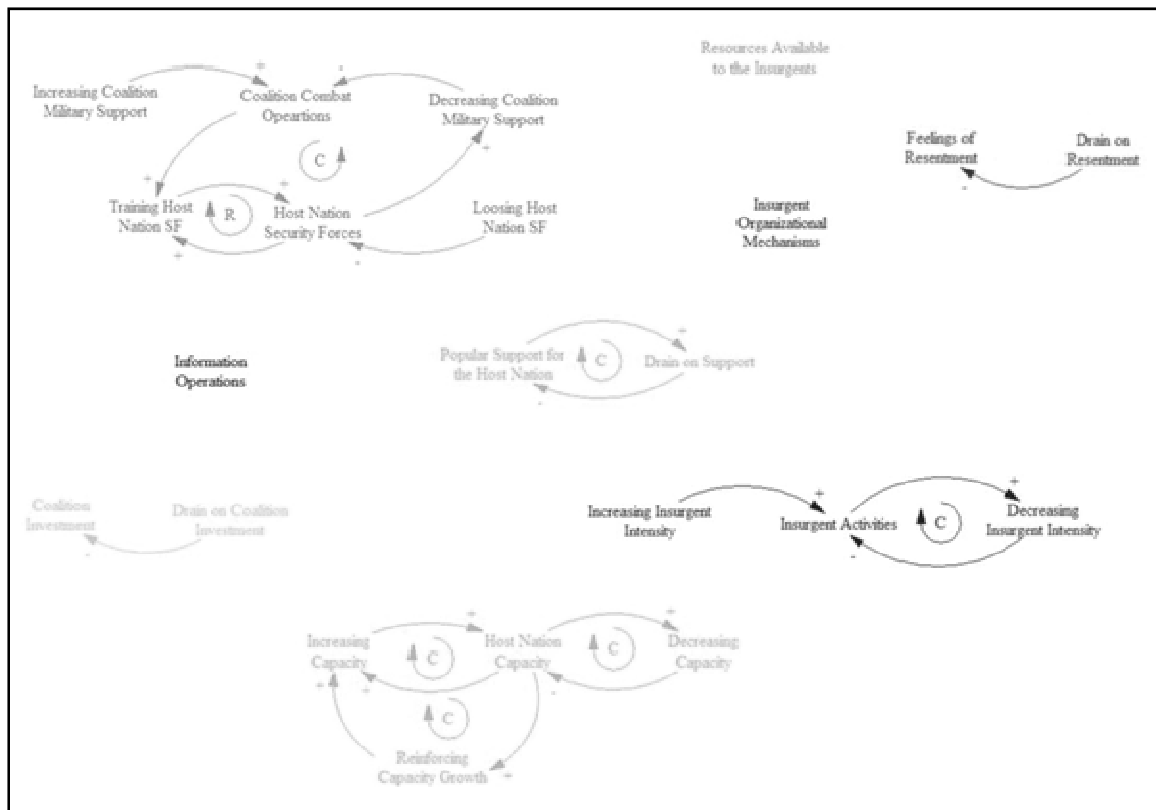 Resources Available
to the Insurgents
+
-
Increasing Coalition
Military Support
Coalition Combat
Opeartions
Decreasing Coalition
Military Support
C
+
Feelings of
Resentment
Drain on
Resentment
-
+
+
Training Host
Nation SF
R
Host Nation
Security Forces
Loosing Host
Nation SF
+
-
Insurgent
Organizational
Mechanisms
Information
Operations
Popular Support for
the Host Nation
C
+
Drain on Support
-
Coalition
Investment
Drain on Coalition
Investment
-
Increasing Insurgent
Intensity
+
Insurgent Activities
C
+
Decreasing
Insurgent Intensity
-
Increasing
Capacity
C
+
Host Nation
Capacity
C
+
Decreasing
Capacity
+
+
-
C
Reinforcing
Capacity Growth
+